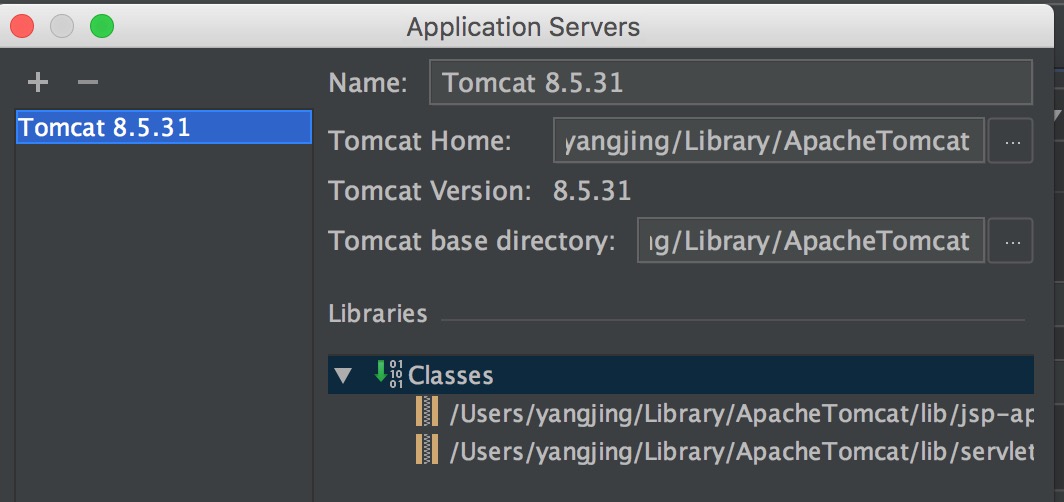 Application Servers
Tomcat 8.5.31
Name: Tomcat 8.5.31
Tomcat Home: yangjing/Library/ApacheTomcat ...
Tomcat Version: 8.5.31
Tomcat base directory: ng/Library/ApacheTomcat ...
Libraries
Classes
/Users/yangjing/Library/ApacheTomcat/lib/jsp-ap
/Users/yangjing/Library/ApacheTomcat/lib/servlet